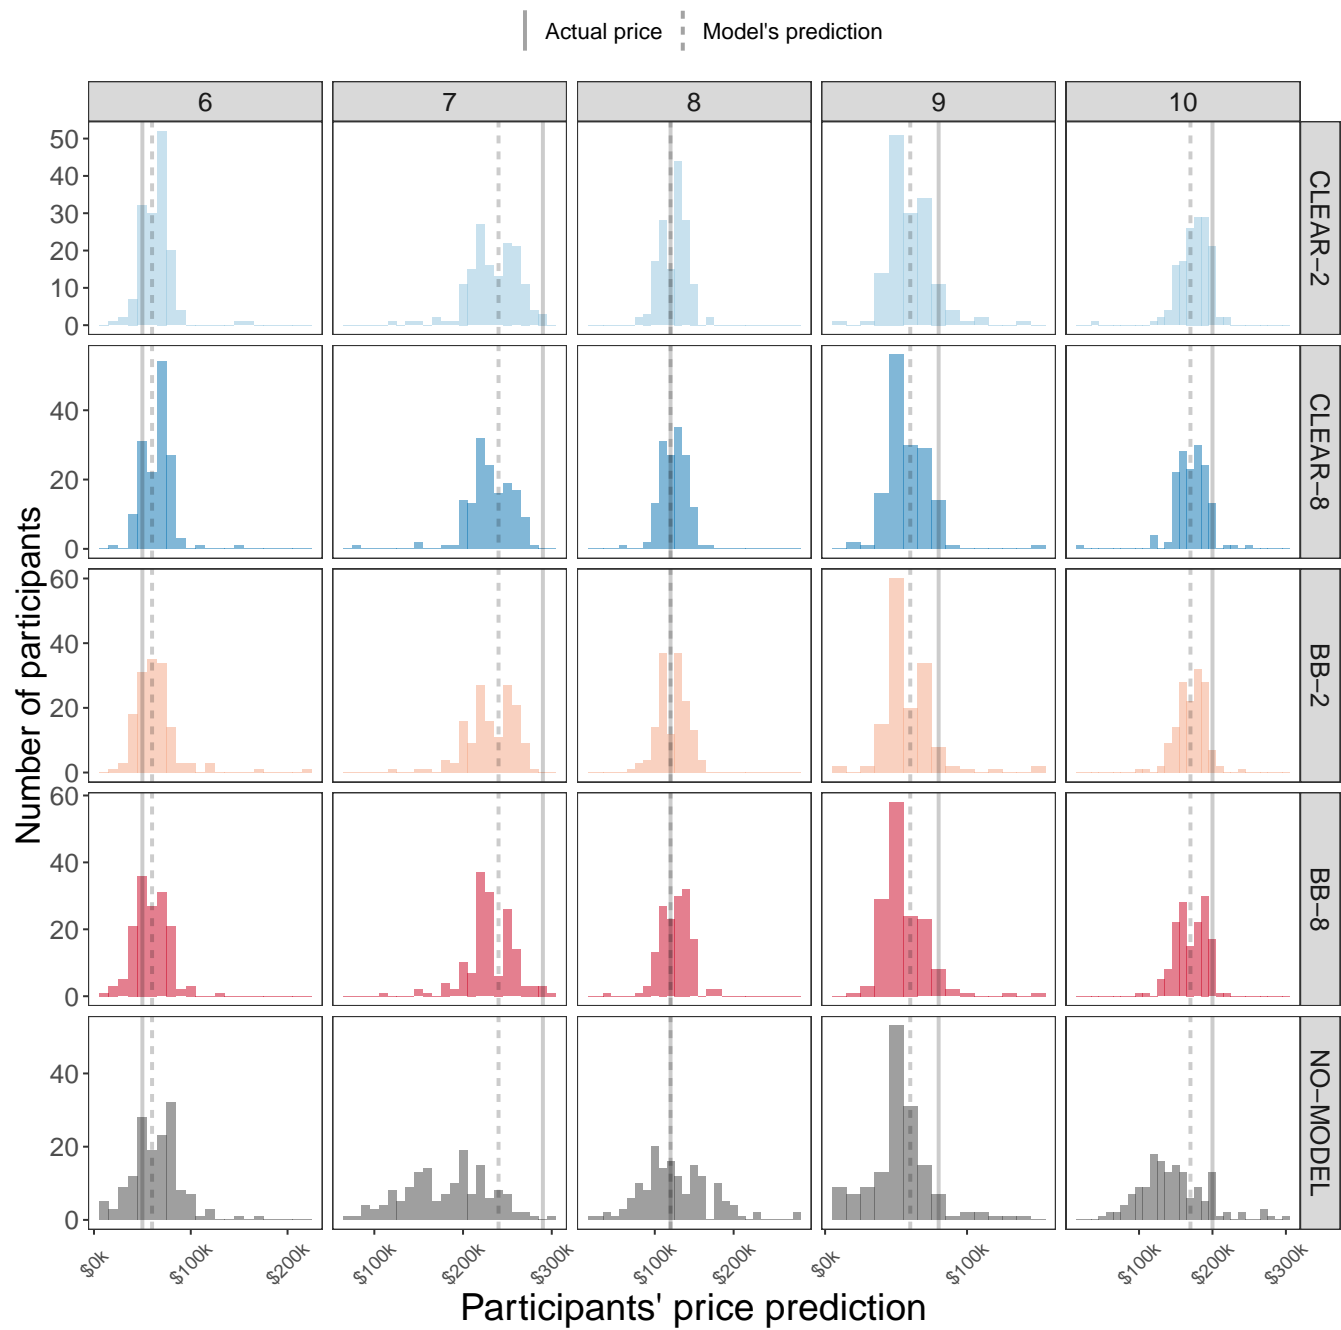 Actual price Model's prediction
6 7 8 9 10
50
40
30
20
10
0
CLEAR−2
40
20
0
CLEAR−8
60
40
20
0
BB−2
60
40
20
0
BB−8
40
20
0
NO−MODEL
Number of participants
$0k $100k $200k $100k $200k $300k $100k $200k $0k $100k $100k $200k $300k
Participants' price prediction